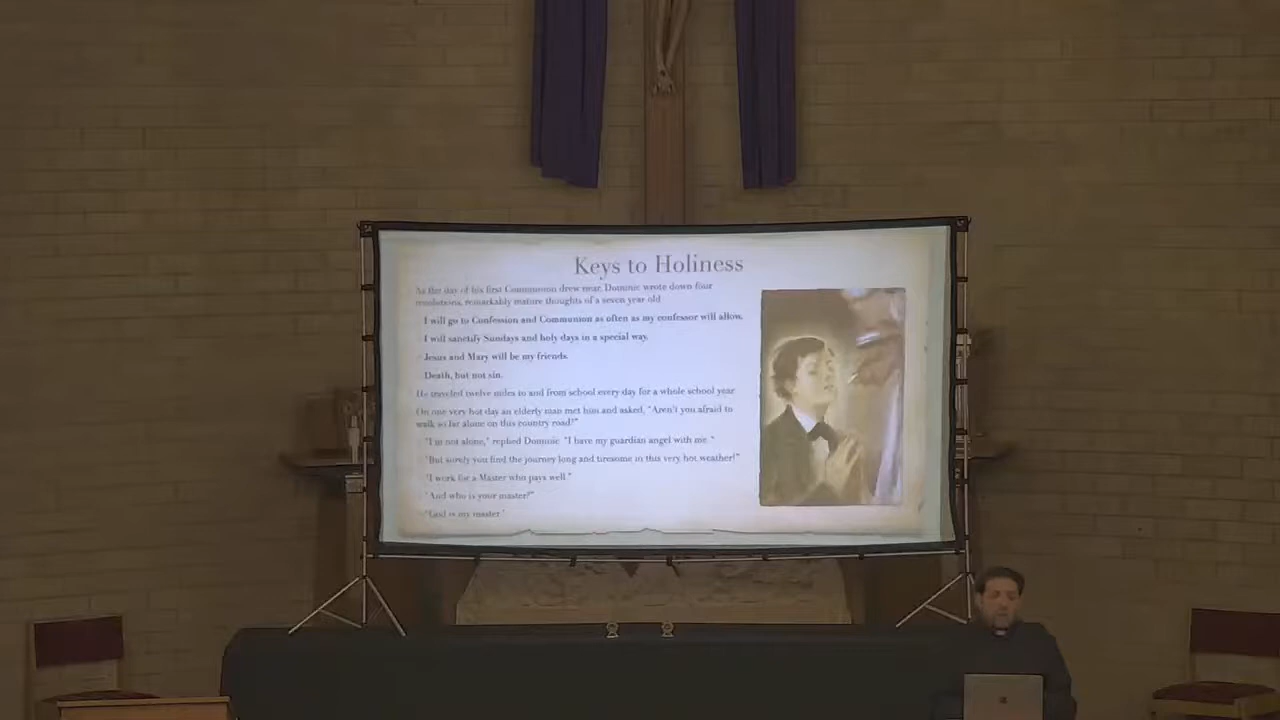 Keys to Holiness
As the day of his first Communion drew near, Dominic wrote down four
resolutions, remarkably mature thoughts of a seven year old
I will go to Confession and Communion as often as my confessor will allow.
I will sanctify Sundays and holy days in a special way.
Jesus and Mary will be my friends.
Death, but not sin.
He traveled twelve miles to and from school every day for a whole school year
On one very hot day an elderly man met him and asked, "Aren't you afraid to
walk so far alone on this country road?"
"I'm not alone," replied Dominic. "I have my guardian angel with me."
"But surely you find the journey long and tiresome in this very hot weather!"
"I work for a Master who pays well."
"And who is your master?"
"God is my master."